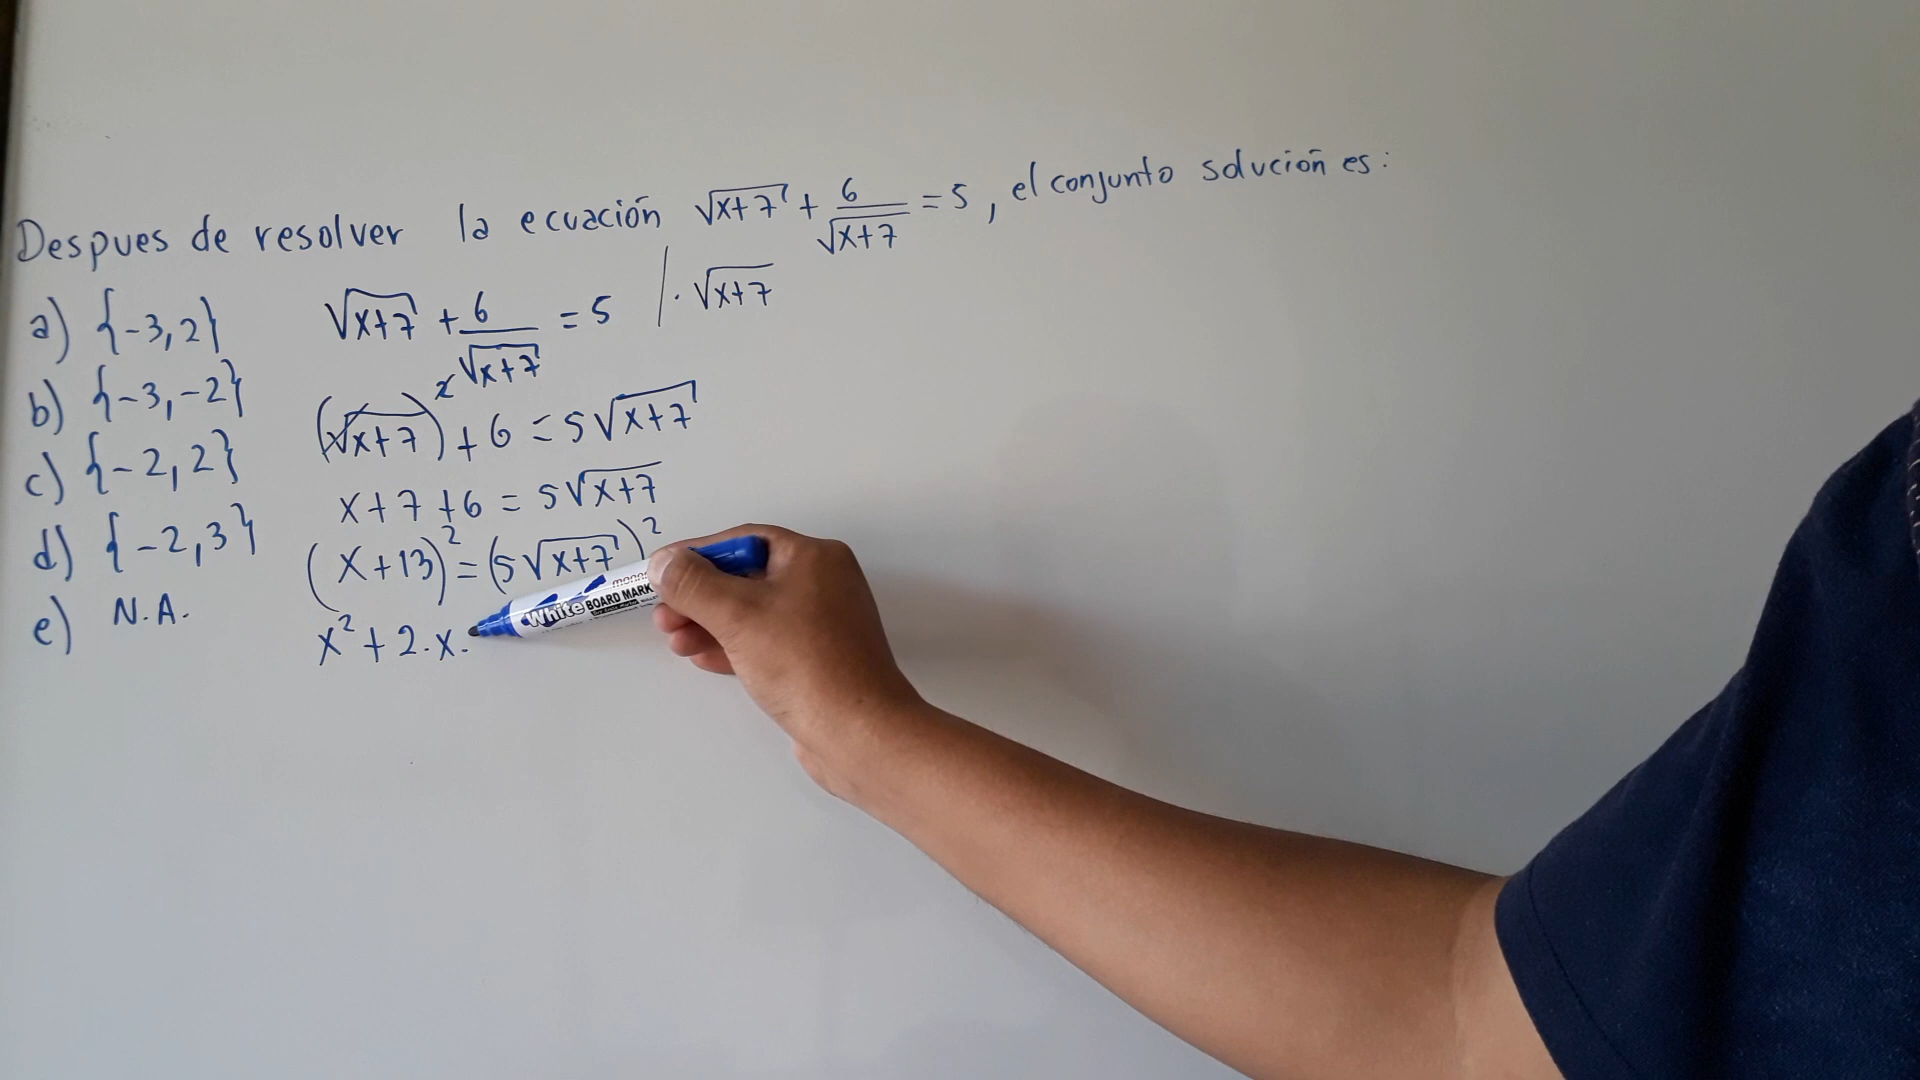 Despues de resolver la ecuación √x+7 + 6/√x+7 = 5, el conjunto solución es:
a) {-3,2}
b) {-3,-2}
c) {-2,2}
d) {-2,3}
e) N.A.
√x+7 + 6/√x+7 = 5 /·√x+7
(√x+7)² + 6 = 5√x+7
x+7+6 = 5√x+7
(x+13)² = (5√x+7)²
x²+2·x·
White BOARD MARK